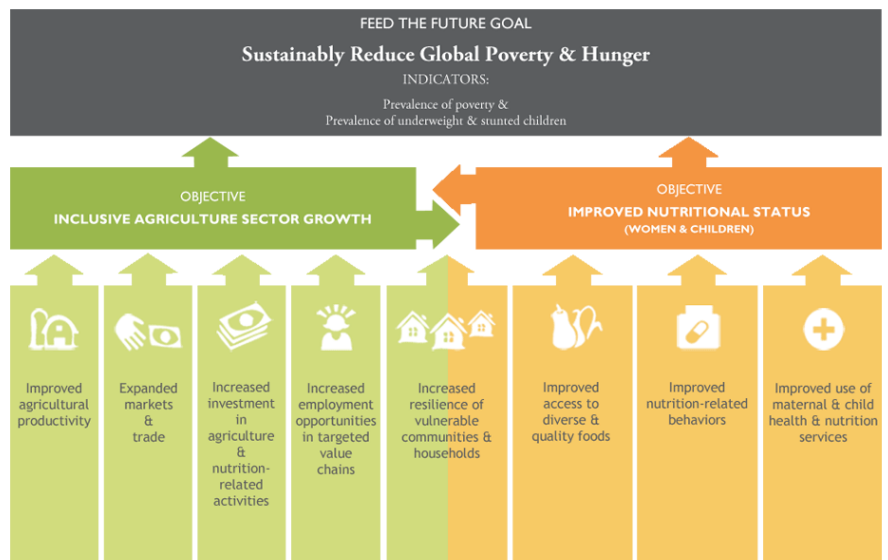 FEED THE FUTURE GOAL
Sustainably Reduce Global Poverty & Hunger
INDICATORS:
Prevalence of poverty &
Prevalence of underweight & stunted children
OBJECTIVE
INCLUSIVE AGRICULTURE SECTOR GROWTH
OBJECTIVE
IMPROVED NUTRITIONAL STATUS
(WOMEN & CHILDREN)
Improved
agricultural
productivity
Expanded
markets
&
trade
Increased
investment
in
agriculture
&
nutrition-
related
activities
Increased
employment
opportunities
in targeted
value
chains
Increased
resilience of
vulnerable
communities &
households
Improved
access to
diverse &
quality foods
Improved
nutrition-related
behaviors
Improved use of
maternal & child
health & nutrition
services